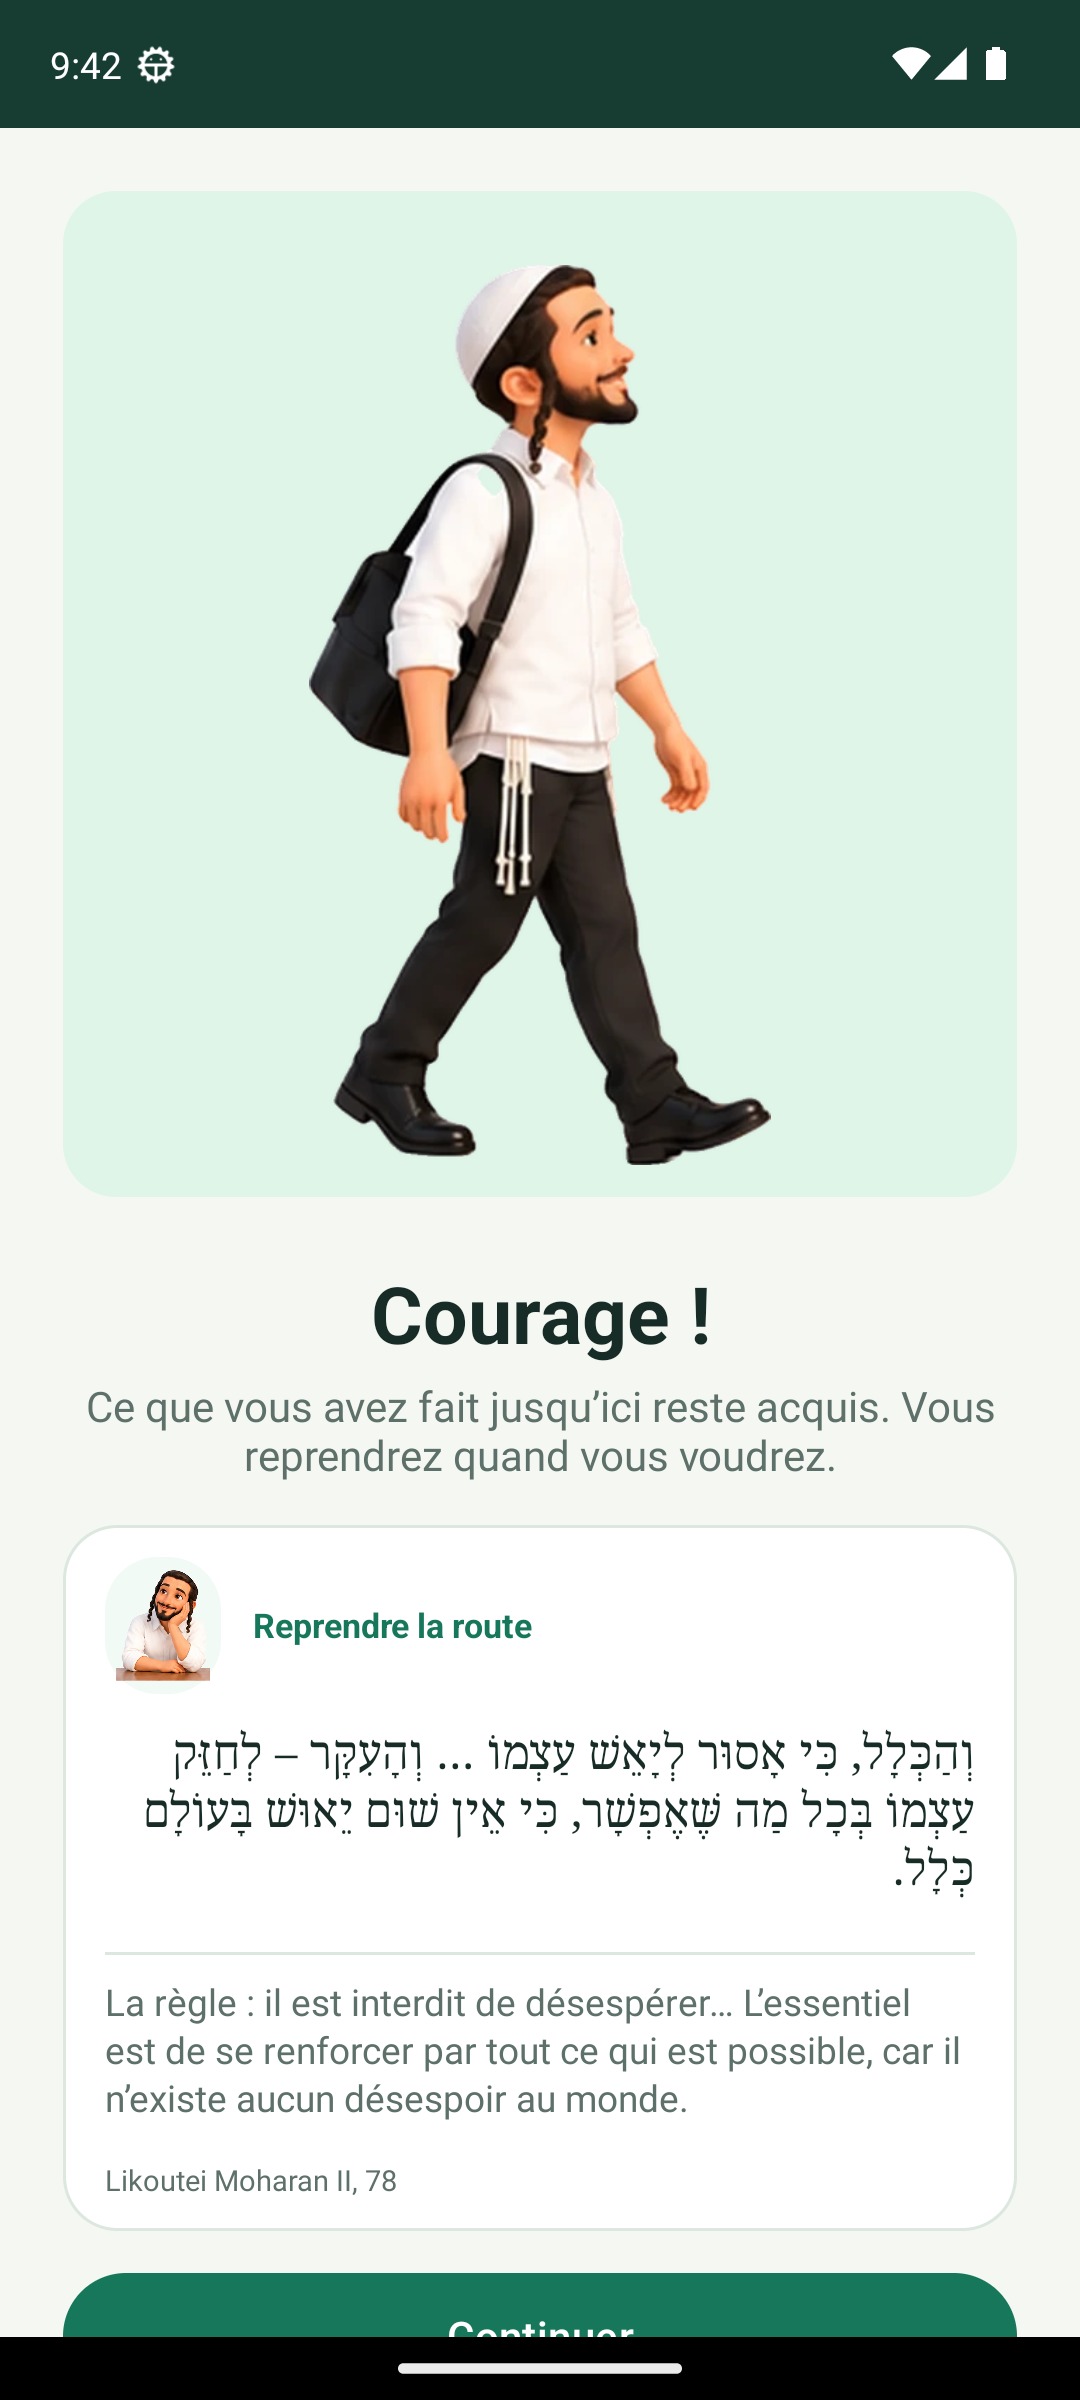 9:42
Courage !
Ce que vous avez fait jusqu’ici reste acquis. Vous
reprendrez quand vous voudrez.
Reprendre la route
וְהַכְּלָל, כִּי אָסוּר לְיָאֵשׁ עַצְמוֹ ... וְהָעִקָּר – לְחַזֵּק
עַצְמוֹ בְּכָל מַה שֶּׁאֶפְשָׁר, כִּי אֵין שׁוּם יֵאוּשׁ בָּעוֹלָם
כְּלָל.
La règle : il est interdit de désespérer… L’essentiel
est de se renforcer par tout ce qui est possible, car il
n’existe aucun désespoir au monde.
Likoutei Moharan II, 78
Continuer